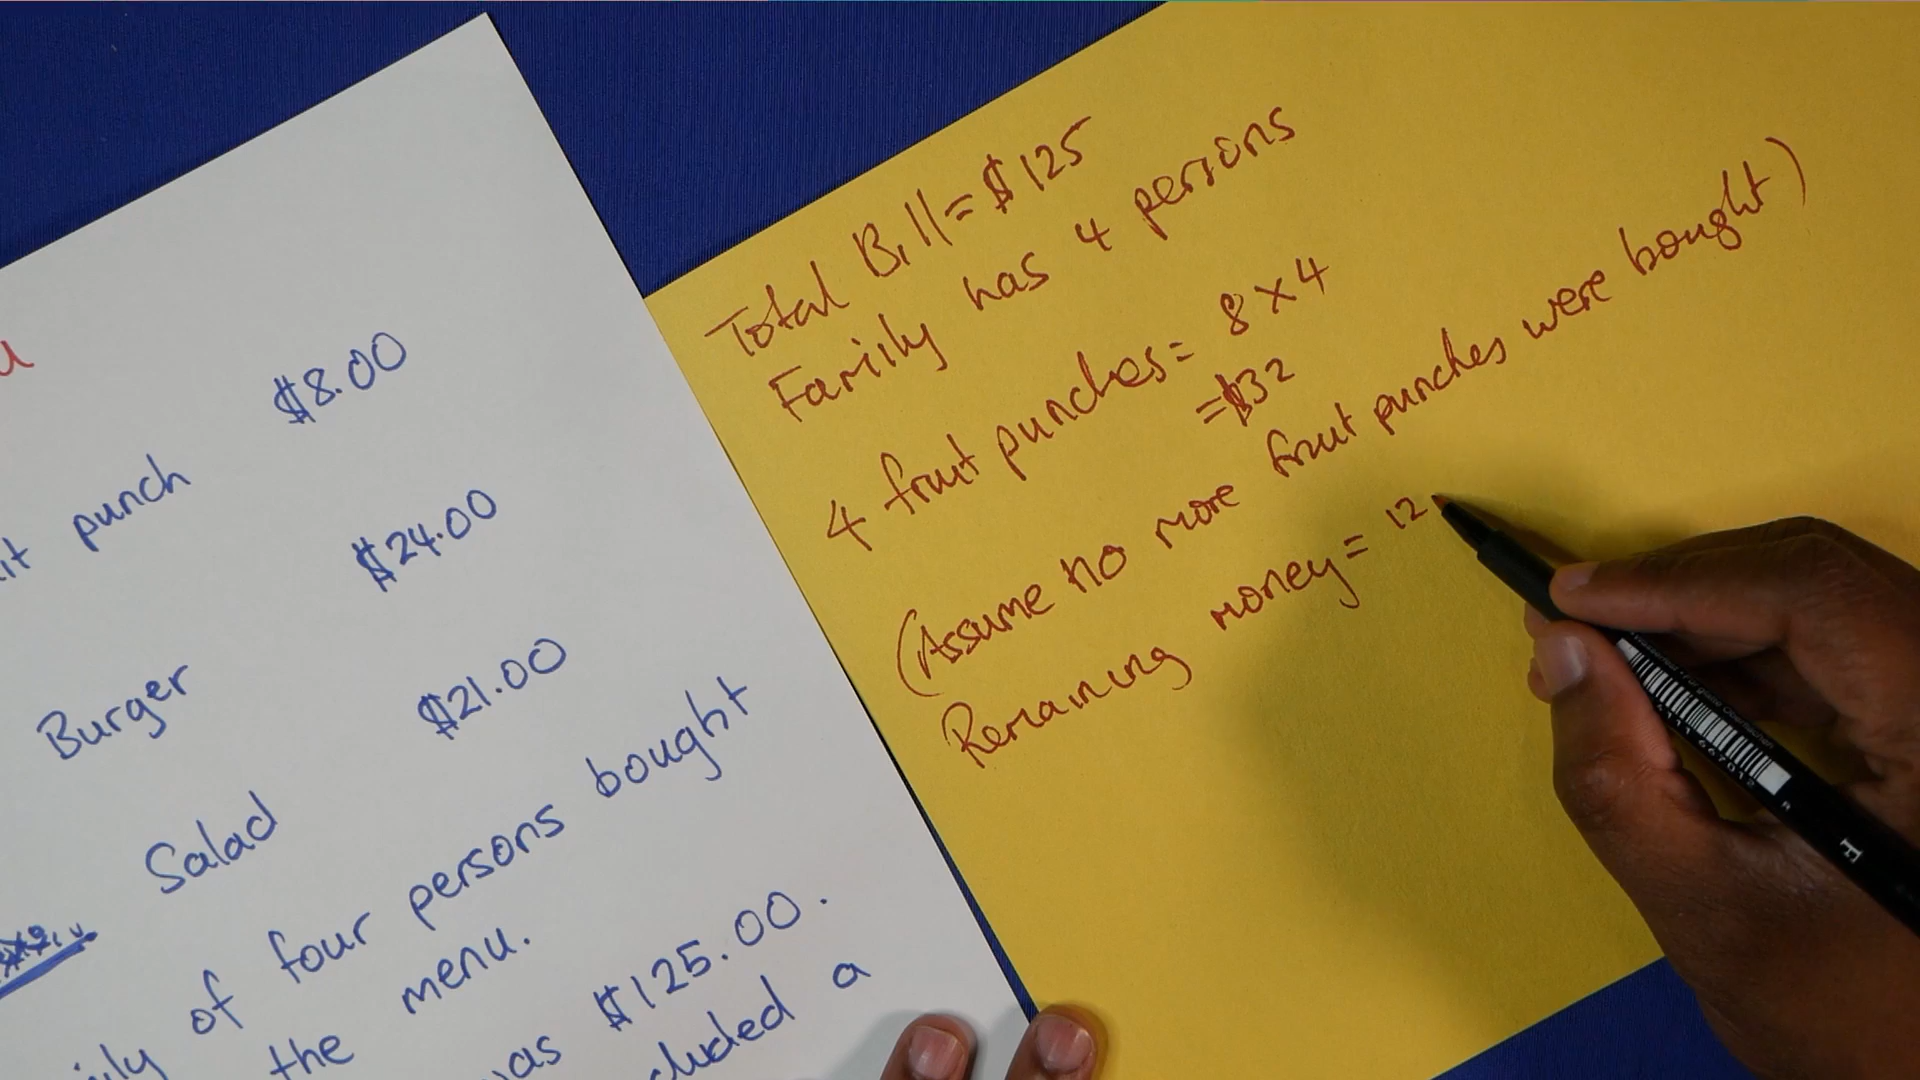 punch $8.00
Burger $24.00
Salad $21.00
of four persons bought
the menu.
was $125.00.
a
Total Bill = $125
Family has 4 persons
4 fruit punches = 8 × 4
= $32
(Assume no more fruit punches were bought)
Remaining money = 12
F